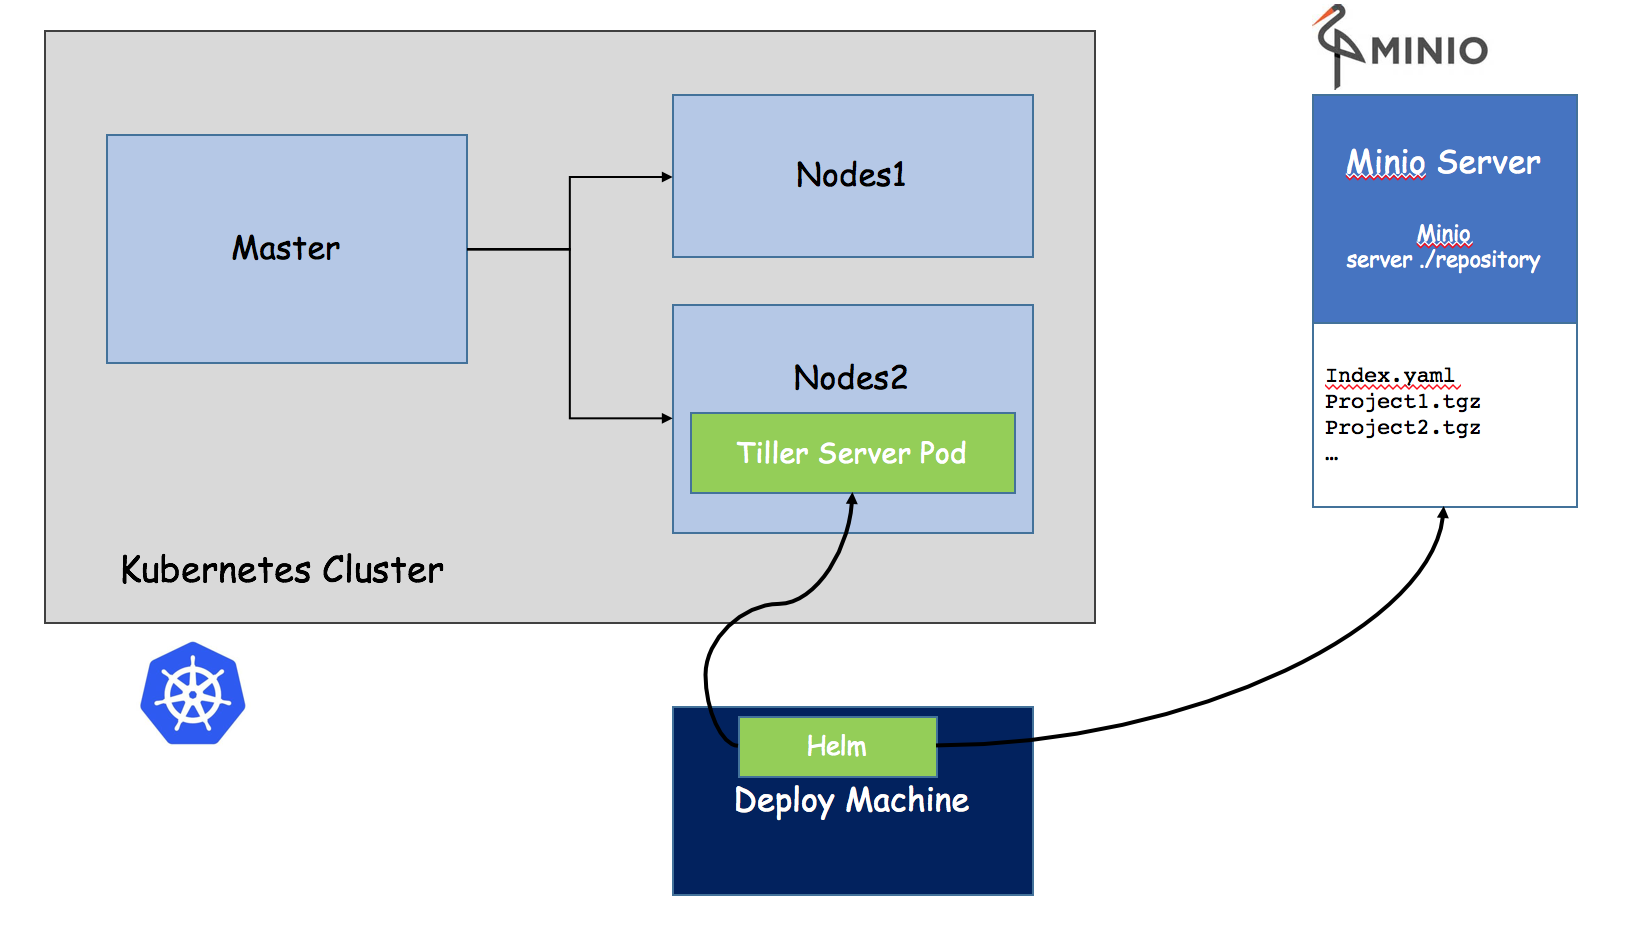 MINIO
Nodes1
Master
Minio Server
Minio
server ./repository
Nodes2
Tiller Server Pod
Index.yaml
Project1.tgz
Project2.tgz
…
Kubernetes Cluster
Helm
Deploy Machine